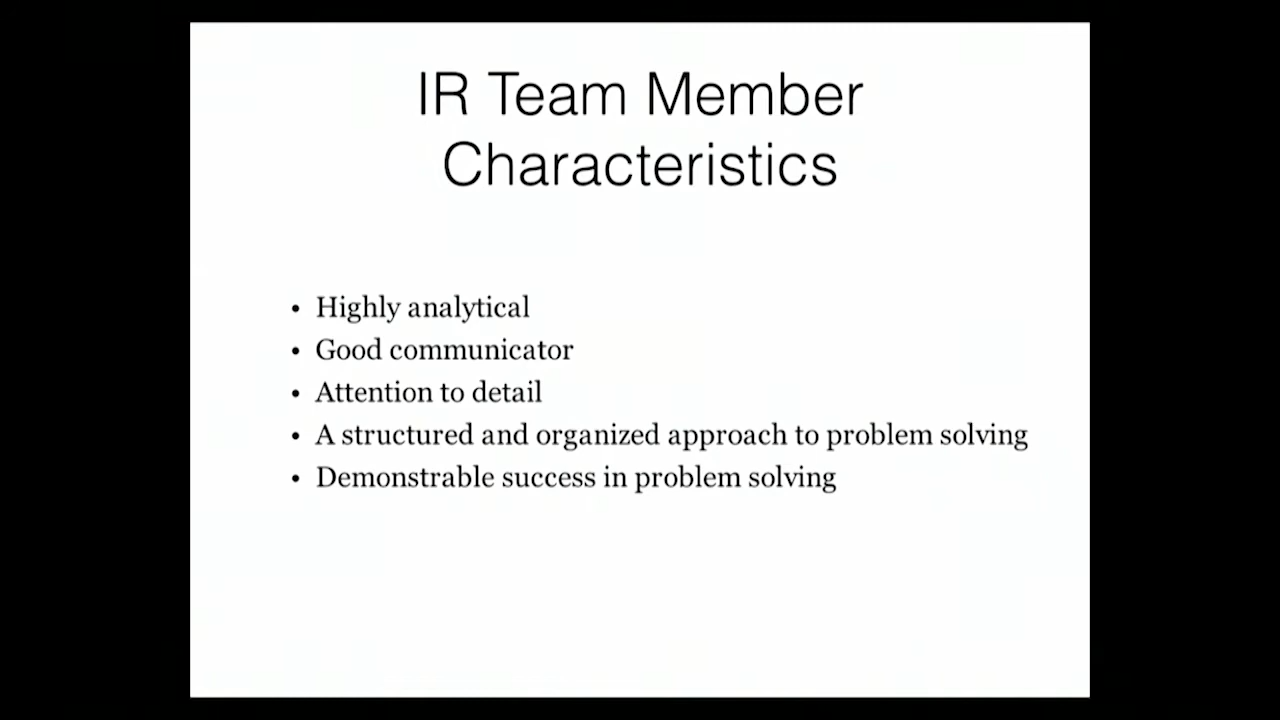 IR Team Member
Characteristics
• Highly analytical
• Good communicator
• Attention to detail
• A structured and organized approach to problem solving
• Demonstrable success in problem solving